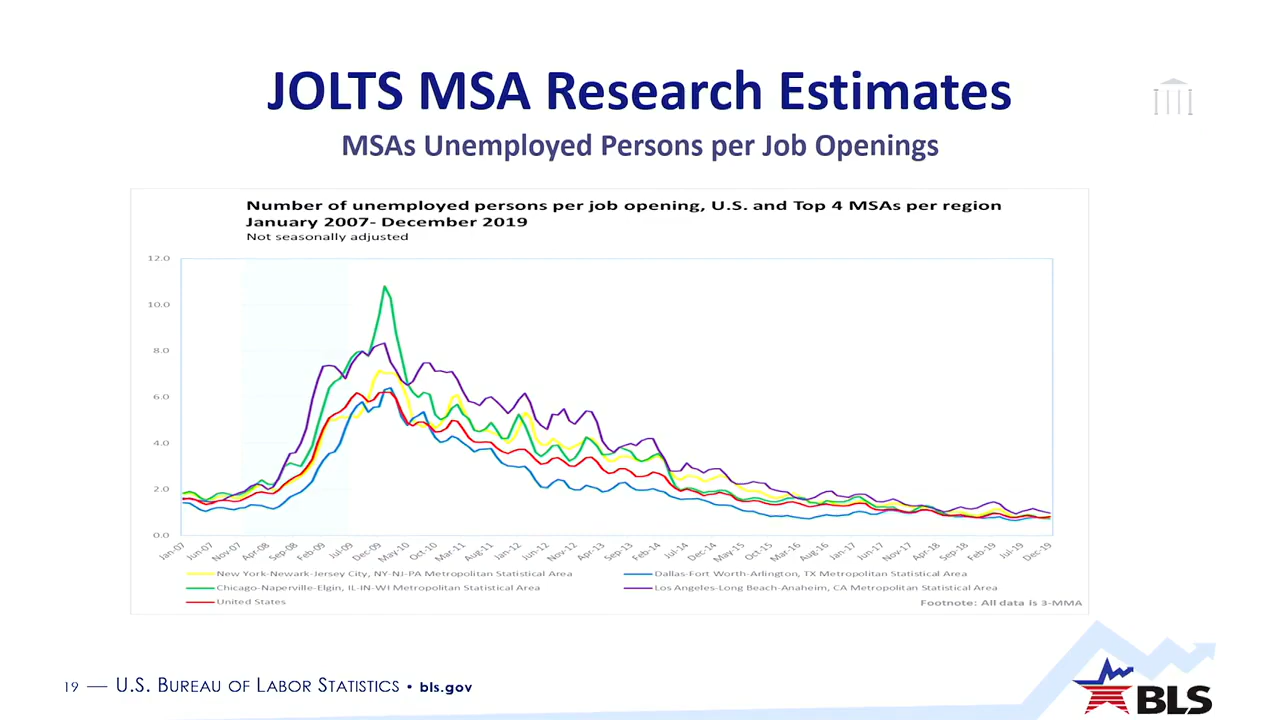 JOLTS MSA Research Estimates
MSAs Unemployed Persons per Job Openings
Number of unemployed persons per job opening, U.S. and Top 4 MSAs per region
January 2007- December 2019
Not seasonally adjusted
12.0
10.0
8.0
6.0
4.0
2.0
0.0
Jan-07 Jun-07 Nov-07 Apr-08 Sep-08 Feb-09 Jul-09 Dec-09 May-10 Oct-10 Mar-11 Aug-11 Jan-12 Jun-12 Nov-12 Apr-13 Sep-13 Feb-14 Jul-14 Dec-14 May-15 Oct-15 Mar-16 Aug-16 Jan-17 Jun-17 Nov-17 Apr-18 Sep-18 Feb-19 Jul-19 Dec-19
New York-Newark-Jersey City, NY-NJ-PA Metropolitan Statistical Area
Dallas-Fort Worth-Arlington, TX Metropolitan Statistical Area
Chicago-Naperville-Elgin, IL-IN-WI Metropolitan Statistical Area
Los Angeles-Long Beach-Anaheim, CA Metropolitan Statistical Area
United States
Footnote: All data is 3-MMA
19 — U.S. BUREAU OF LABOR STATISTICS • bls.gov
BLS